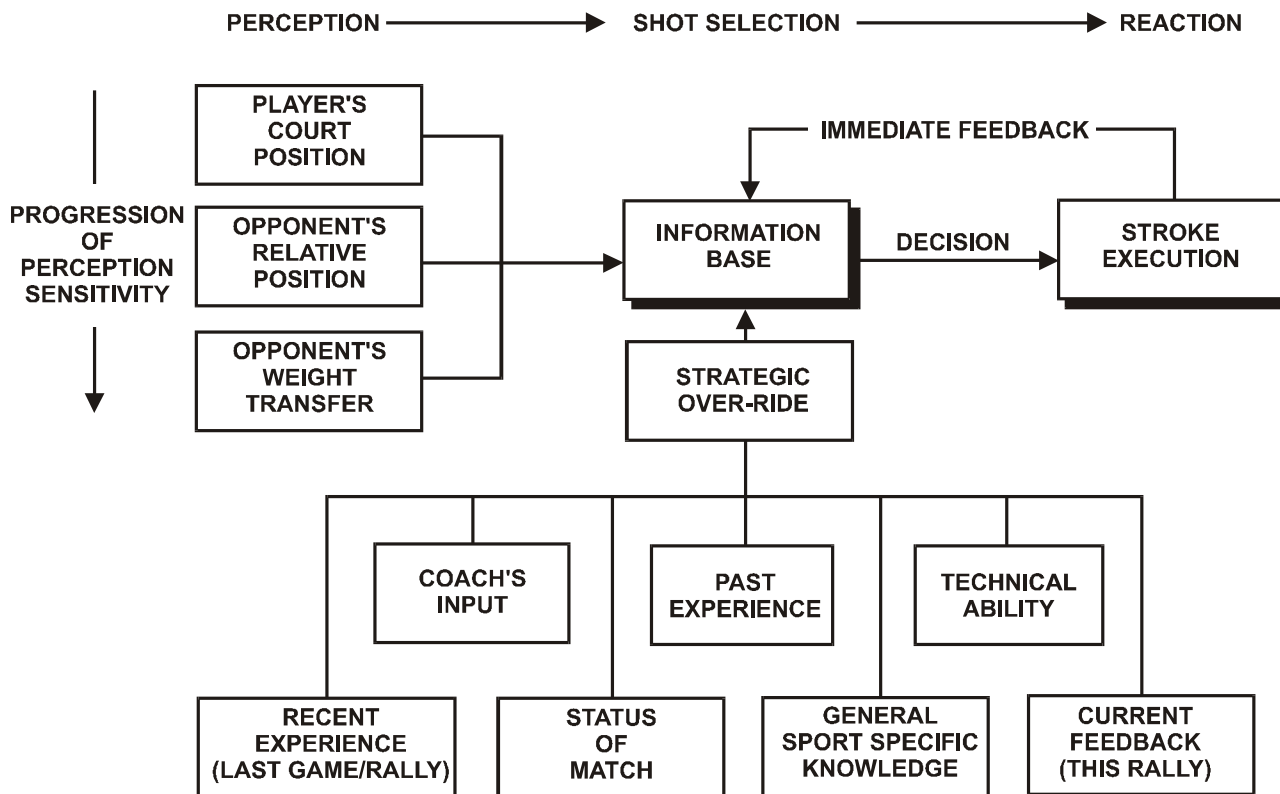 PERCEPTION
SHOT SELECTION
REACTION
PLAYER'S
COURT
POSITION
IMMEDIATE FEEDBACK
PROGRESSION
OF
PERCEPTION
SENSITIVITY
OPPONENT'S
RELATIVE
POSITION
INFORMATION
BASE
DECISION
STROKE
EXECUTION
OPPONENT'S
WEIGHT
TRANSFER
STRATEGIC
OVER-RIDE
COACH'S
INPUT
PAST
EXPERIENCE
TECHNICAL
ABILITY
RECENT
EXPERIENCE
(LAST GAME/RALLY)
STATUS
OF
MATCH
GENERAL
SPORT SPECIFIC
KNOWLEDGE
CURRENT
FEEDBACK
(THIS RALLY)